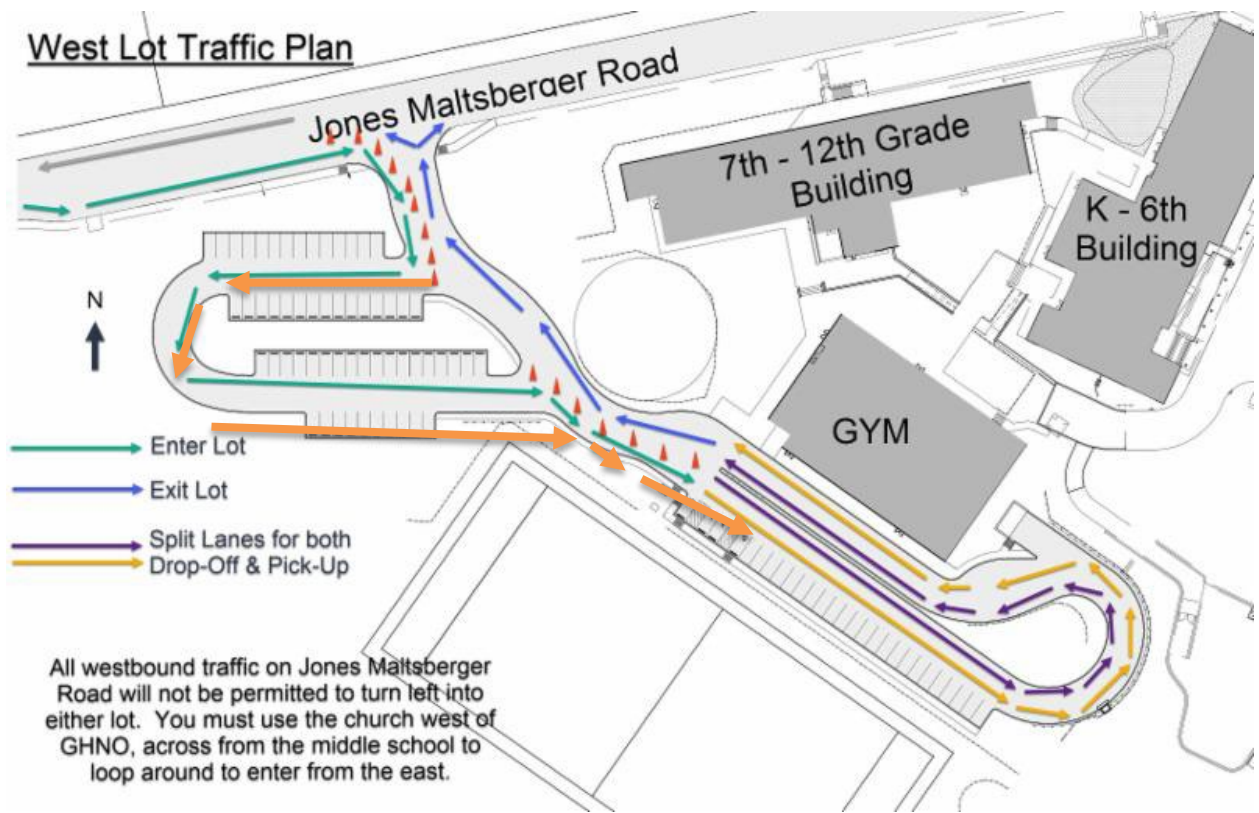 West Lot Traffic Plan
Jones Maltsberger Road
7th - 12th Grade
Building
K - 6th
Building
N
GYM
Enter Lot
Exit Lot
Split Lanes for both
Drop-Off & Pick-Up
All westbound traffic on Jones Maltsberger
Road will not be permitted to turn left into
either lot. You must use the church west of
GHNO, across from the middle school to
loop around to enter from the east.